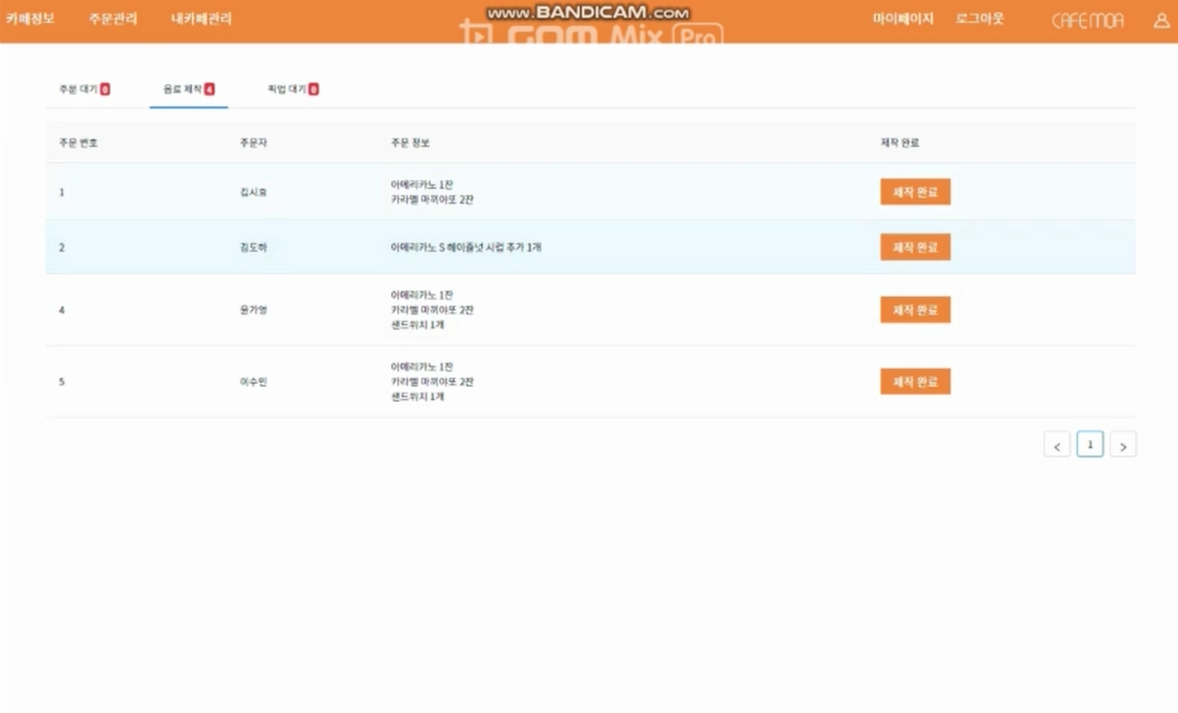 카페정보 주문관리 내카페관리 www.BANDICAM.com 마이페이지 로그아웃 CAFE MOA
GOM Mix Pro
주문 대기 0 음료 제작 4 픽업 대기 0
주문 번호 주문자 주문 정보 제작 완료
1 김시효 아메리카노 1잔
카라멜 마끼아또 2잔
제작 완료
2 김도하 아메리카노 S 헤이즐넛 시럽 추가 1개 제작 완료
4 윤가영 아메리카노 1잔
카라멜 마끼아또 2잔
샌드위치 1개
제작 완료
5 이수민 아메리카노 1잔
카라멜 마끼아또 2잔
샌드위치 1개
제작 완료
< 1 >